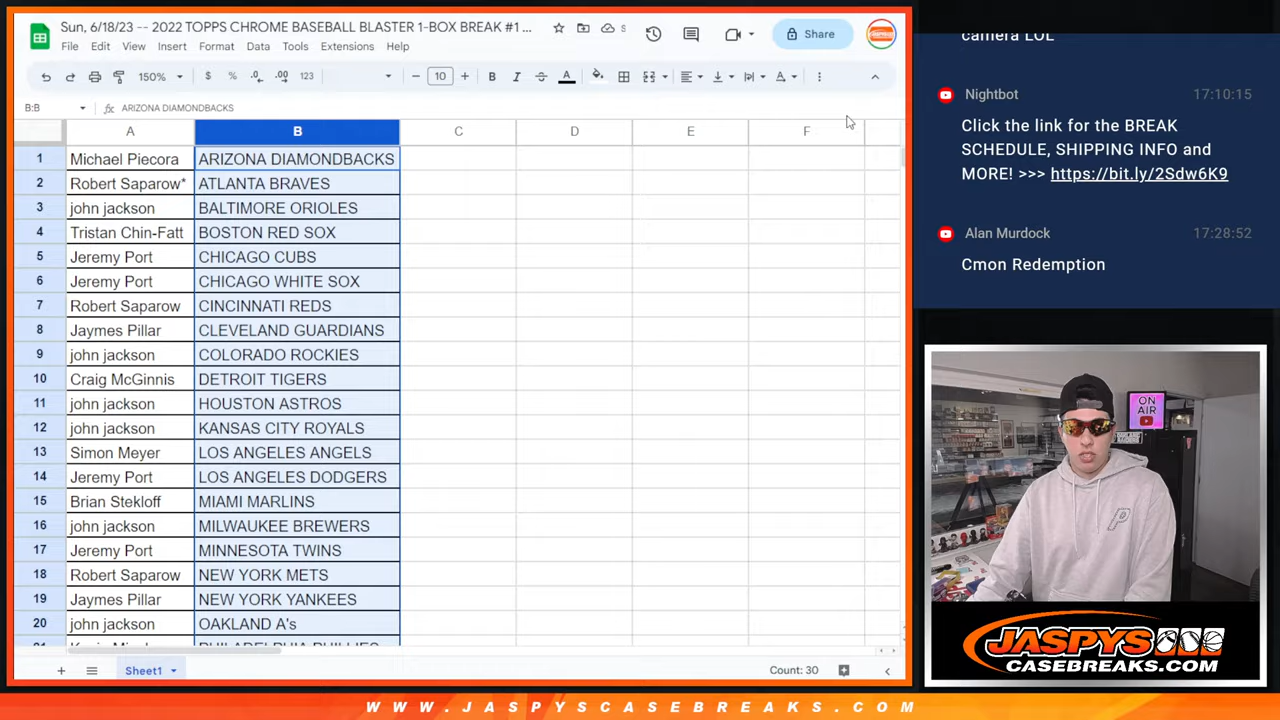 Sun, 6/18/23 -- 2022 TOPPS CHROME BASEBALL BLASTER 1-BOX BREAK #1 ...
Share
File Edit View Insert Format Data Tools Extensions Help
150% $ % .0 .00 123 10 B I A
B:B fx ARIZONA DIAMONDBACKS
A B C D E F
1 Michael Piecora ARIZONA DIAMONDBACKS
2 Robert Saparow* ATLANTA BRAVES
3 john jackson BALTIMORE ORIOLES
4 Tristan Chin-Fatt BOSTON RED SOX
5 Jeremy Port CHICAGO CUBS
6 Jeremy Port CHICAGO WHITE SOX
7 Robert Saparow CINCINNATI REDS
8 Jaymes Pillar CLEVELAND GUARDIANS
9 john jackson COLORADO ROCKIES
10 Craig McGinnis DETROIT TIGERS
11 john jackson HOUSTON ASTROS
12 john jackson KANSAS CITY ROYALS
13 Simon Meyer LOS ANGELES ANGELS
14 Jeremy Port LOS ANGELES DODGERS
15 Brian Stekloff MIAMI MARLINS
16 john jackson MILWAUKEE BREWERS
17 Jeremy Port MINNESOTA TWINS
18 Robert Saparow NEW YORK METS
19 Jaymes Pillar NEW YORK YANKEES
20 john jackson OAKLAND A's
PHILADELPHIA PHILLIES
Sheet1
Count: 30
camera LOL
Nightbot 17:10:15
Click the link for the BREAK
SCHEDULE, SHIPPING INFO and
MORE! >>> https://bit.ly/2Sdw6K9
Alan Murdock 17:28:52
Cmon Redemption
ON
AIR
P
JASPYS
CASEBREAKS.COM
WWW.JASPYSCASEBREAKS.COM